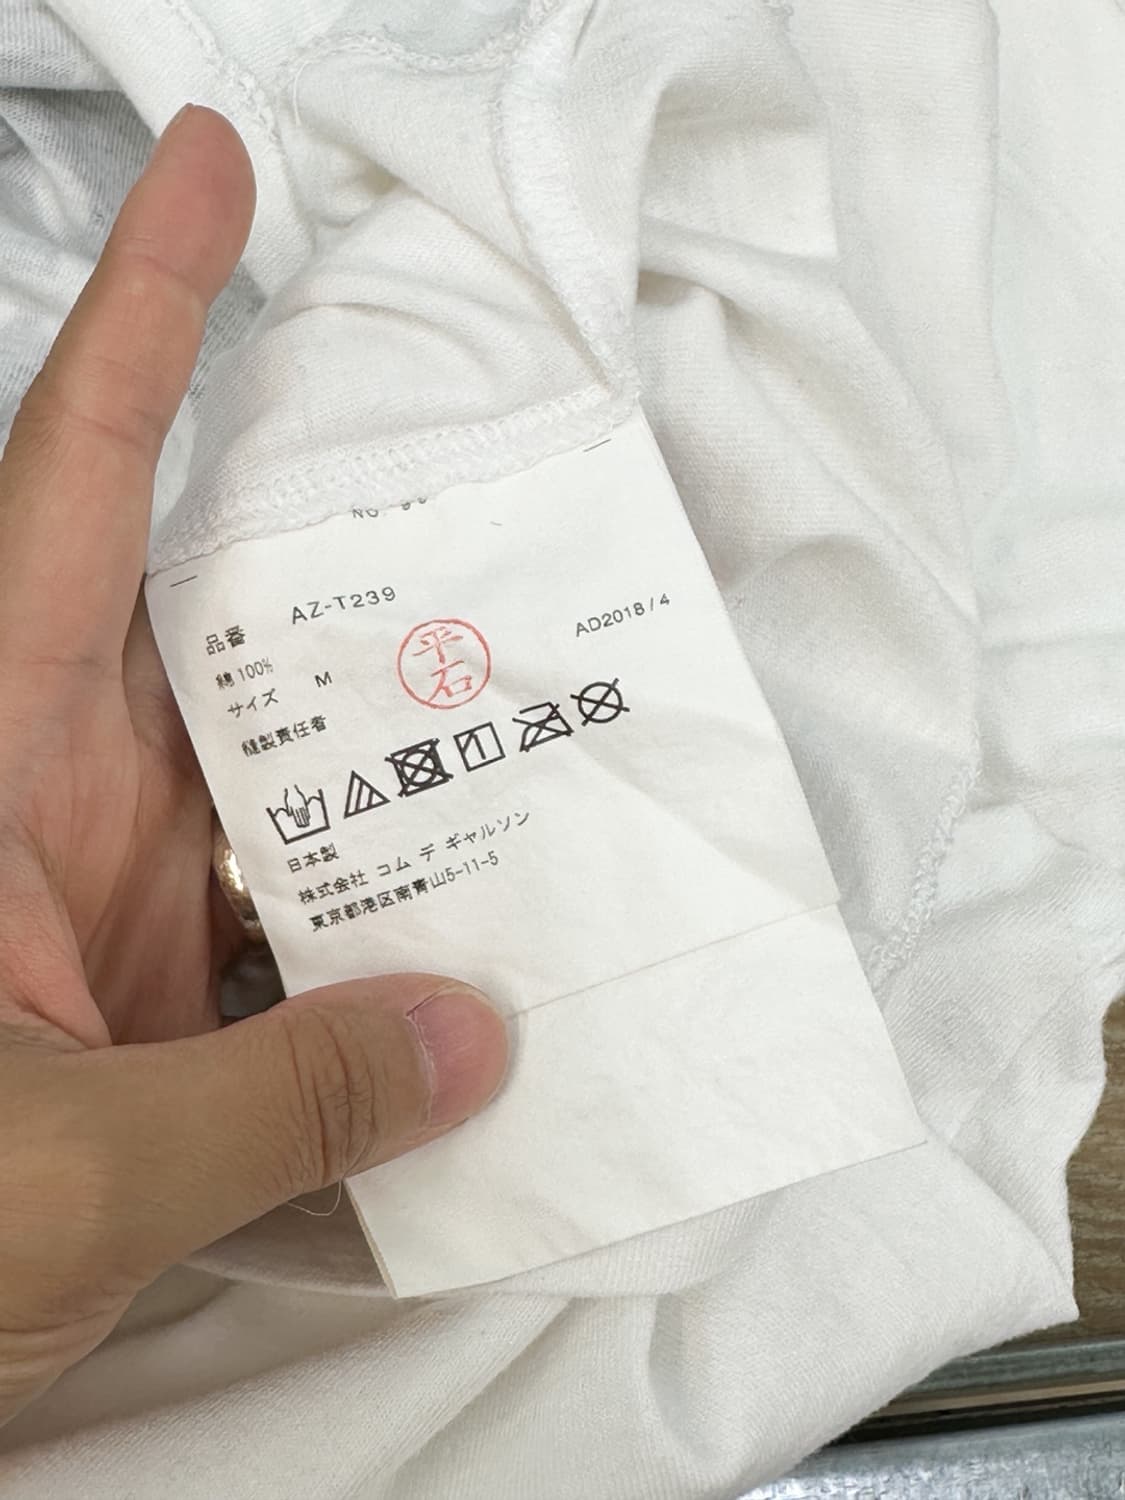 品番 AZ-T239 AD2018/4
綿 100%
サイズ M
縫製責任者 平石
日本製
株式会社 コム デ ギャルソン
東京都港区南青山5-11-5